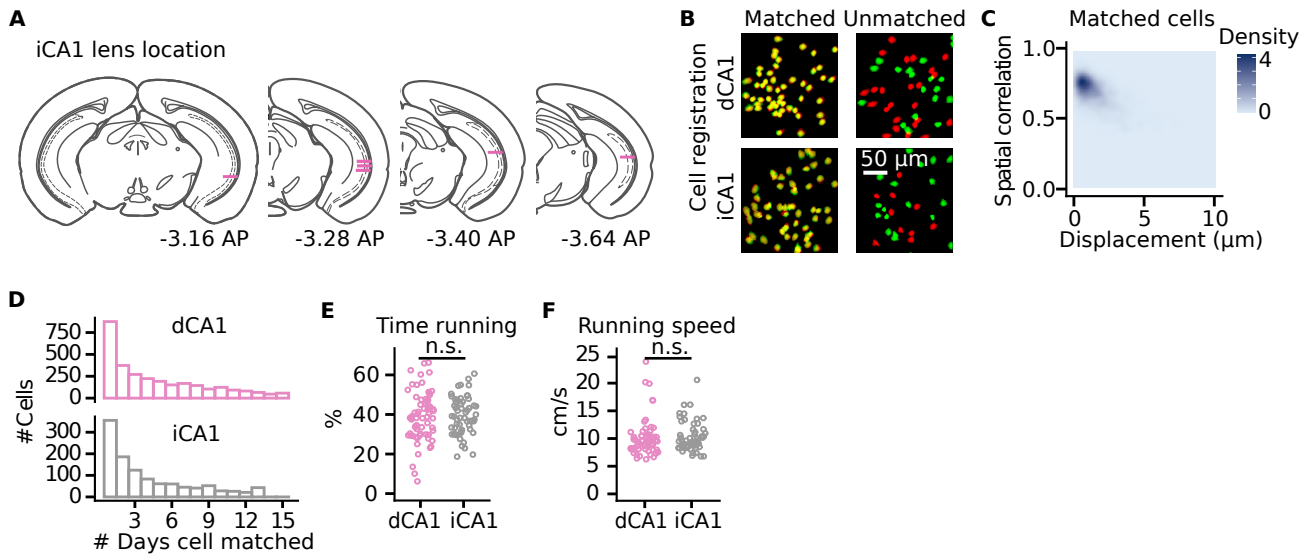 A
iCA1 lens location
-3.16 AP
-3.28 AP
-3.40 AP
-3.64 AP
B
Matched Unmatched
Cell registration
dCA1
iCA1
50 µm
C
Matched cells
Density
4
0
Spatial correlation
1.0
0.5
0.0
0 5 10
Displacement (µm)
D
dCA1
750
500
250
0
#Cells
iCA1
300
200
100
0
3 6 9 12 15
# Days cell matched
E
Time running
n.s.
%
60
40
20
0
dCA1 iCA1
F
Running speed
n.s.
cm/s
25
20
15
10
5
0
dCA1 iCA1